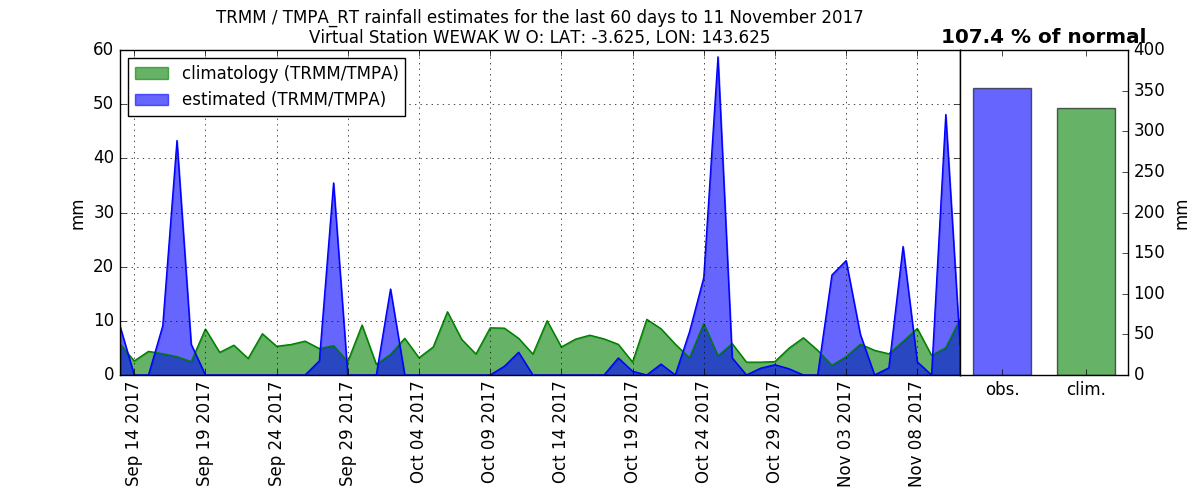 TRMM / TMPA_RT rainfall estimates for the last 60 days to 11 November 2017
Virtual Station WEWAK W O: LAT: -3.625, LON: 143.625
107.4 % of normal
climatology (TRMM/TMPA)
estimated (TRMM/TMPA)
60
50
40
30
20
10
0
mm
400
350
300
250
200
150
100
50
0
mm
obs.
clim.
Sep 14 2017
Sep 19 2017
Sep 24 2017
Sep 29 2017
Oct 04 2017
Oct 09 2017
Oct 14 2017
Oct 19 2017
Oct 24 2017
Oct 29 2017
Nov 03 2017
Nov 08 2017